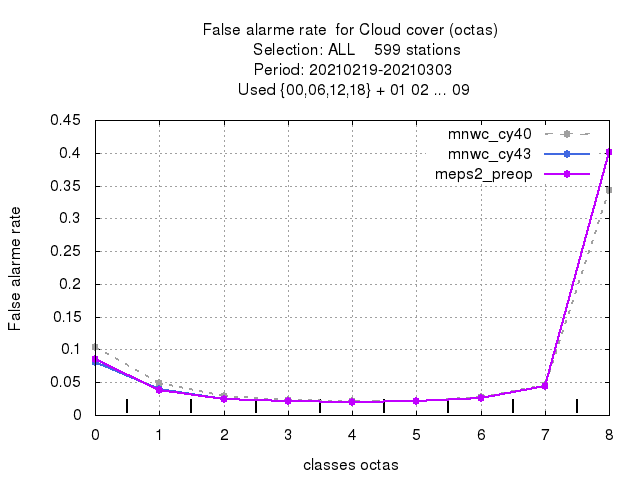 False alarme rate  for Cloud cover (octas)
Selection: ALL    599 stations
Period: 20210219-20210303
Used {00,06,12,18} + 01 02 ... 09
mnwc_cy40
mnwc_cy43
meps2_preop
False alarme rate
0.45
0.4
0.35
0.3
0.25
0.2
0.15
0.1
0.05
0
0 1 2 3 4 5 6 7 8
classes octas